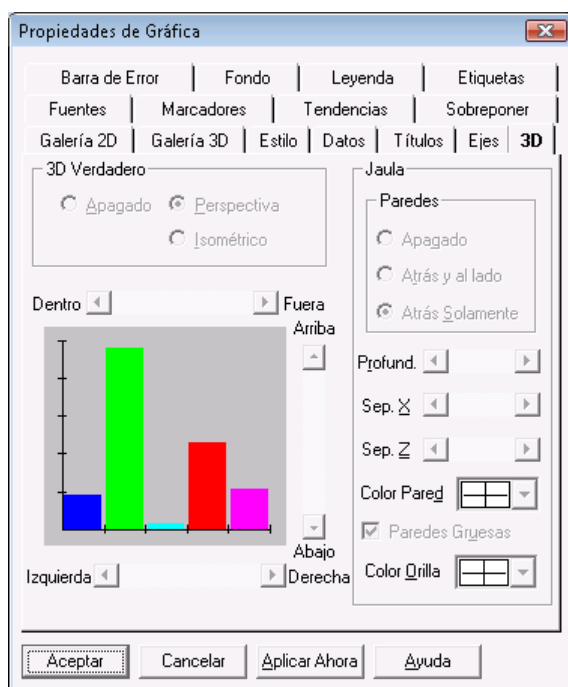 Propiedades de Gráfica
Barra de Error Fondo Leyenda Etiquetas
Fuentes Marcadores Tendencias Sobreponer
Galería 2D Galería 3D Estilo Datos Títulos Ejes 3D
3D Verdadero
Apagado Perspectiva
Isométrico
Dentro Fuera
Arriba
Abajo
Izquierda Derecha
Jaula
Paredes
Apagado
Atrás y al lado
Atrás Solamente
Profund.
Sep. X
Sep. Z
Color Pared
Paredes Gruesas
Color Orilla
Aceptar Cancelar Aplicar Ahora Ayuda